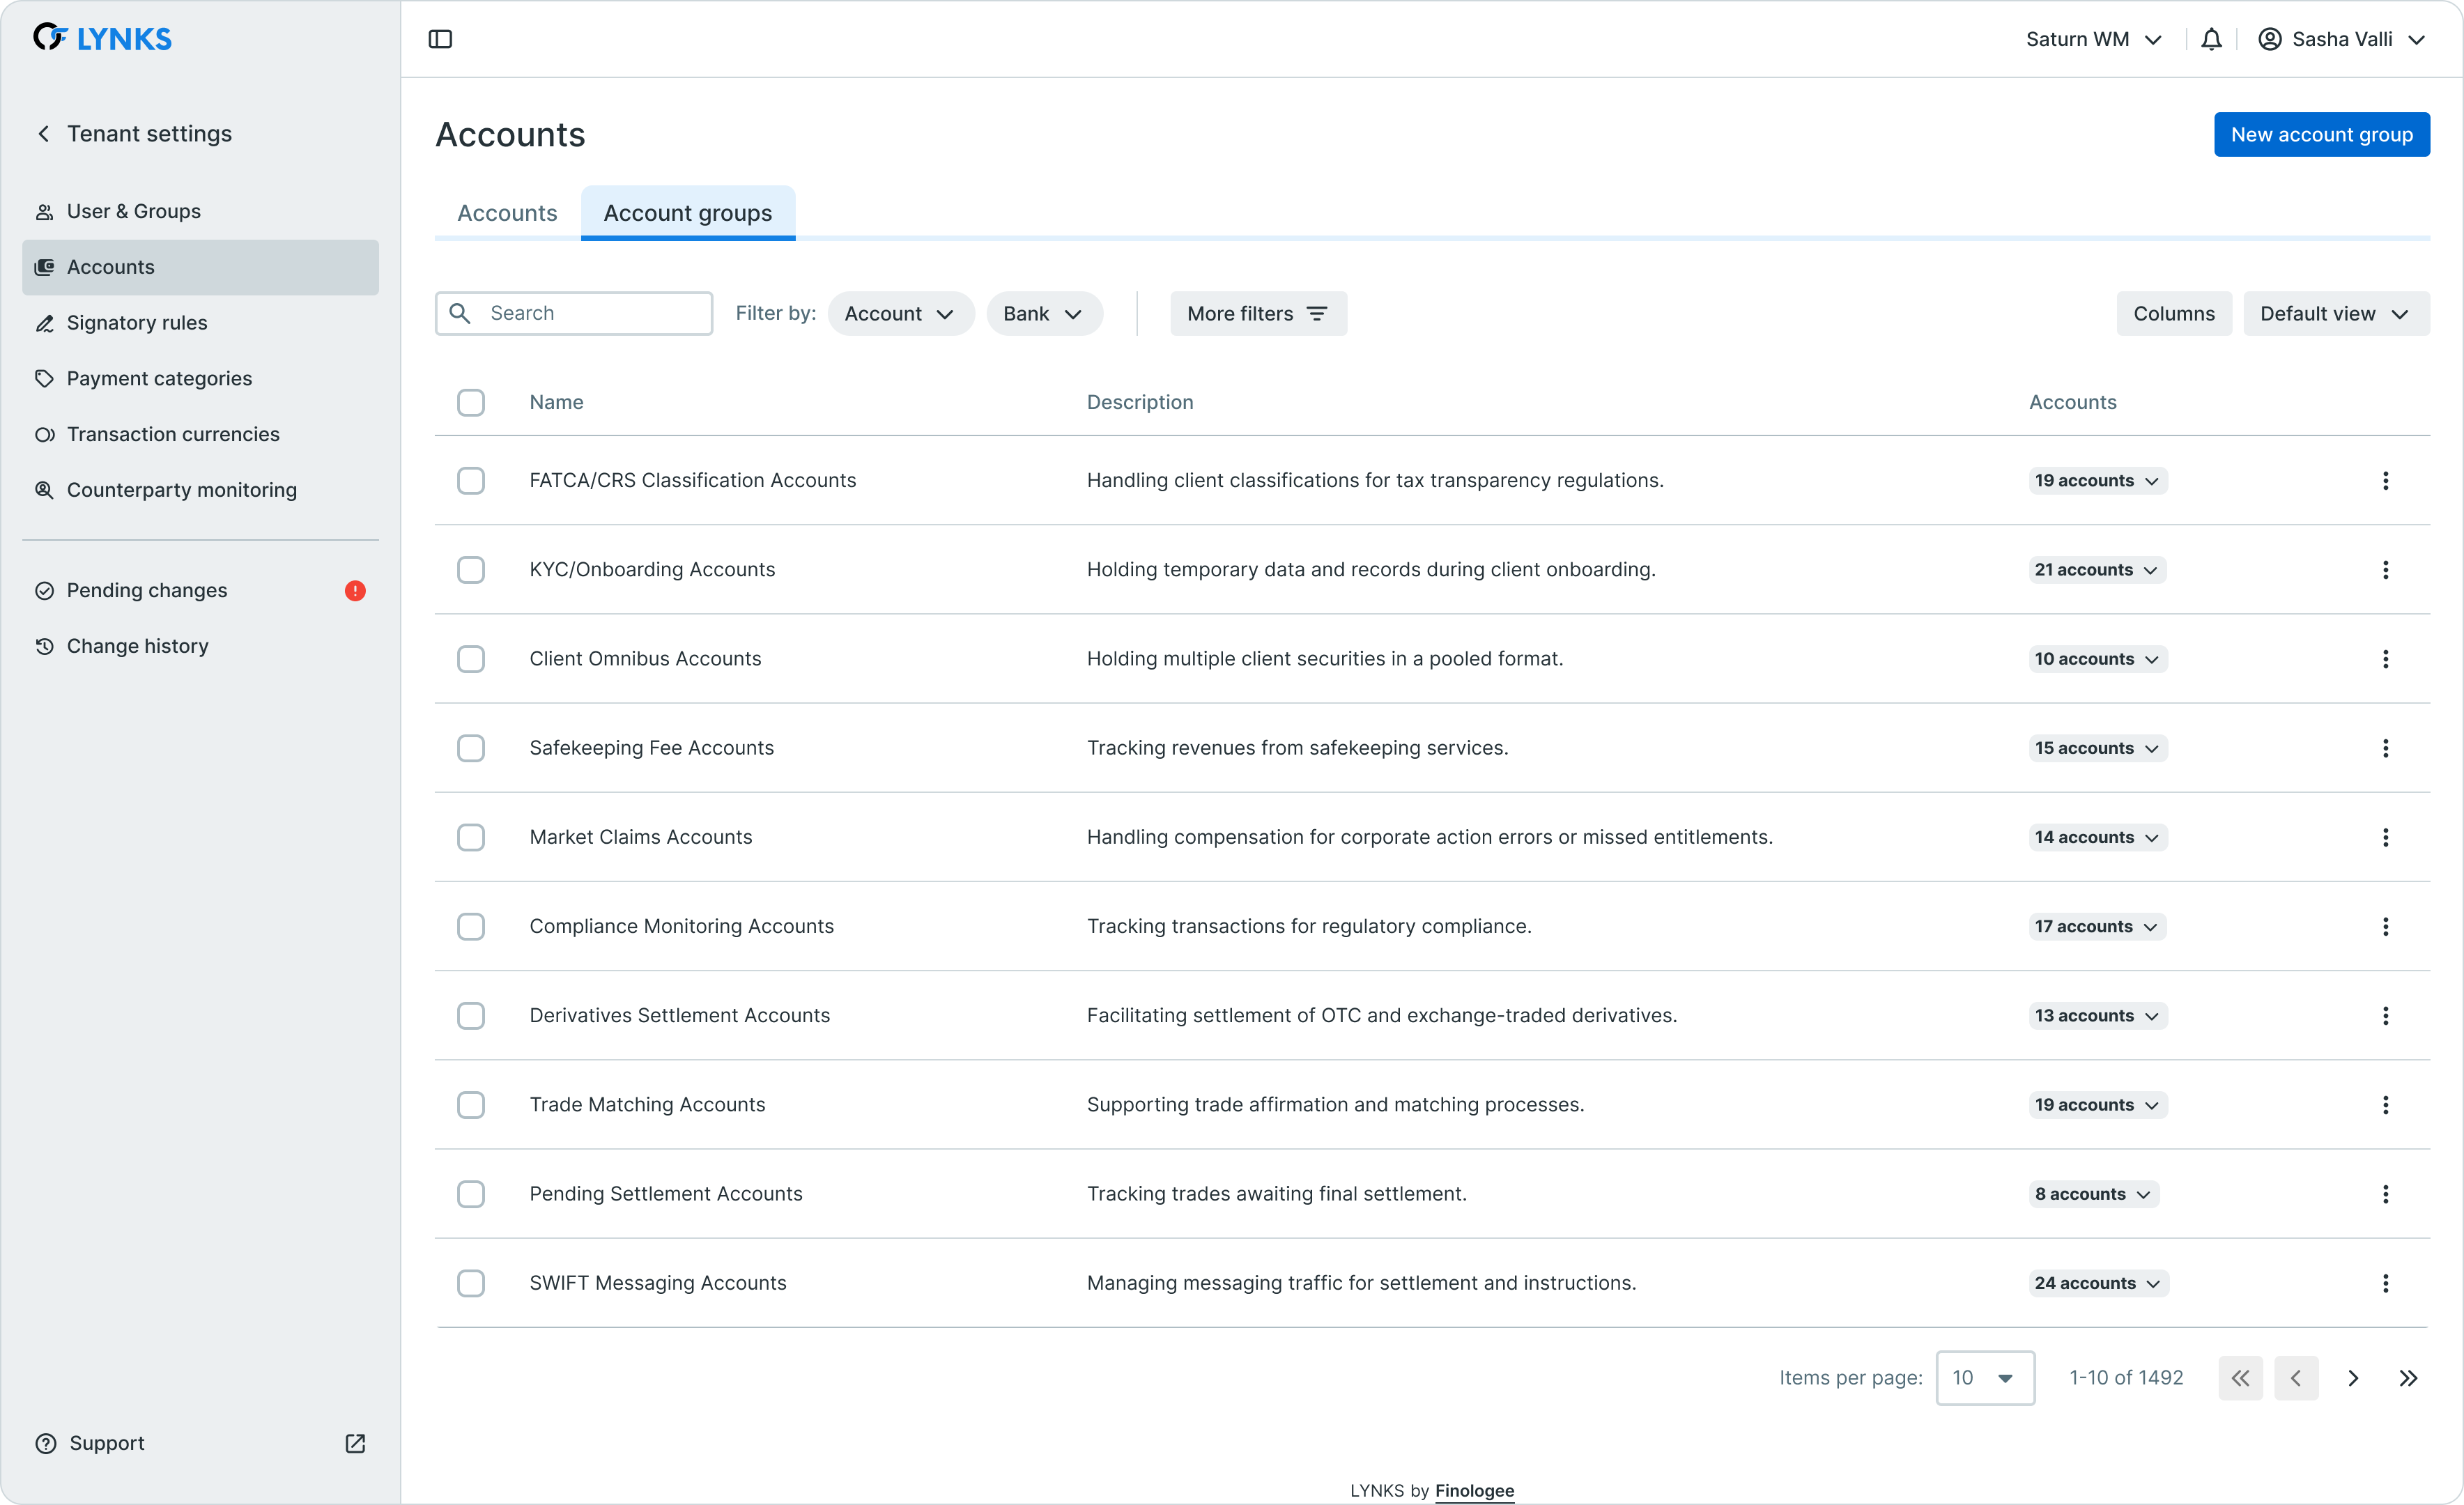 LYNKS
Saturn WM
Sasha Valli
Tenant settings
User & Groups
Accounts
Signatory rules
Payment categories
Transaction currencies
Counterparty monitoring
Pending changes
Change history
Support
Accounts
New account group
Accounts
Account groups
Search
Filter by:
Account
Bank
More filters
Columns
Default view
Name Description Accounts
FATCA/CRS Classification Accounts Handling client classifications for tax transparency regulations. 19 accounts
KYC/Onboarding Accounts Holding temporary data and records during client onboarding. 21 accounts
Client Omnibus Accounts Holding multiple client securities in a pooled format. 10 accounts
Safekeeping Fee Accounts Tracking revenues from safekeeping services. 15 accounts
Market Claims Accounts Handling compensation for corporate action errors or missed entitlements. 14 accounts
Compliance Monitoring Accounts Tracking transactions for regulatory compliance. 17 accounts
Derivatives Settlement Accounts Facilitating settlement of OTC and exchange-traded derivatives. 13 accounts
Trade Matching Accounts Supporting trade affirmation and matching processes. 19 accounts
Pending Settlement Accounts Tracking trades awaiting final settlement. 8 accounts
SWIFT Messaging Accounts Managing messaging traffic for settlement and instructions. 24 accounts
Items per page: 10 1-10 of 1492
LYNKS by Finologee